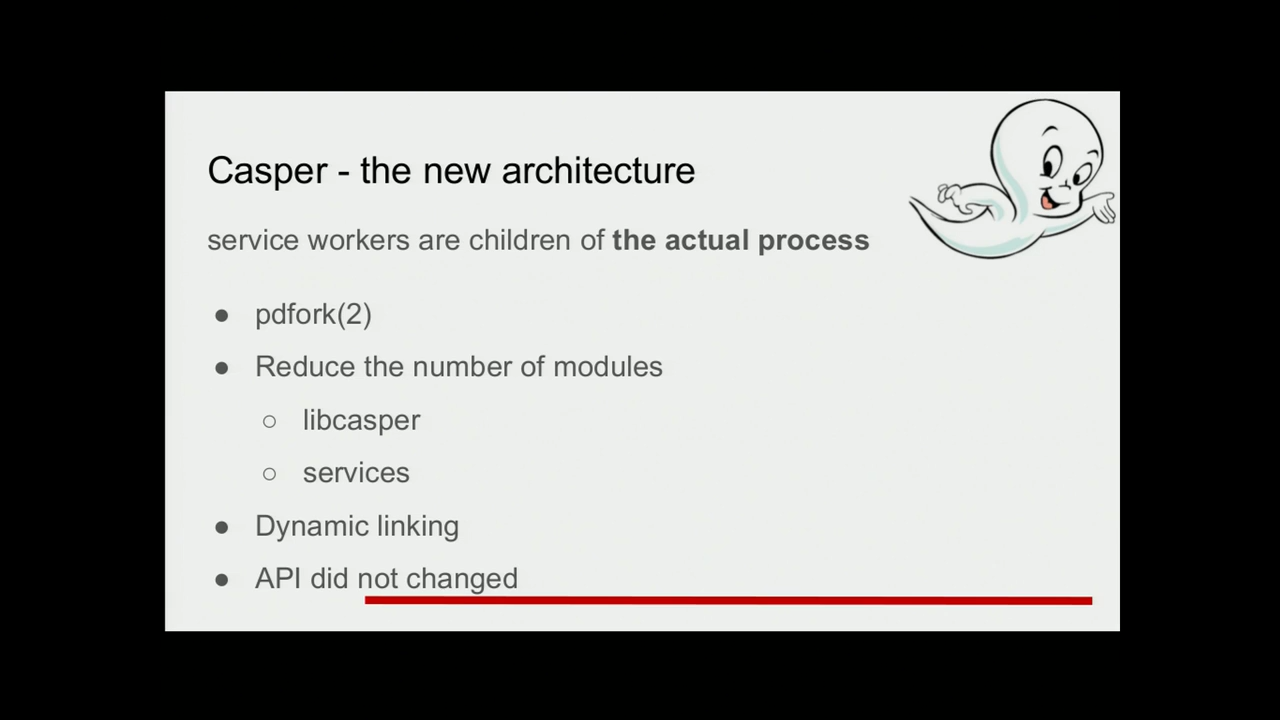 Casper - the new architecture
service workers are children of the actual process
● pdfork(2)
● Reduce the number of modules
○ libcasper
○ services
● Dynamic linking
● API did not changed